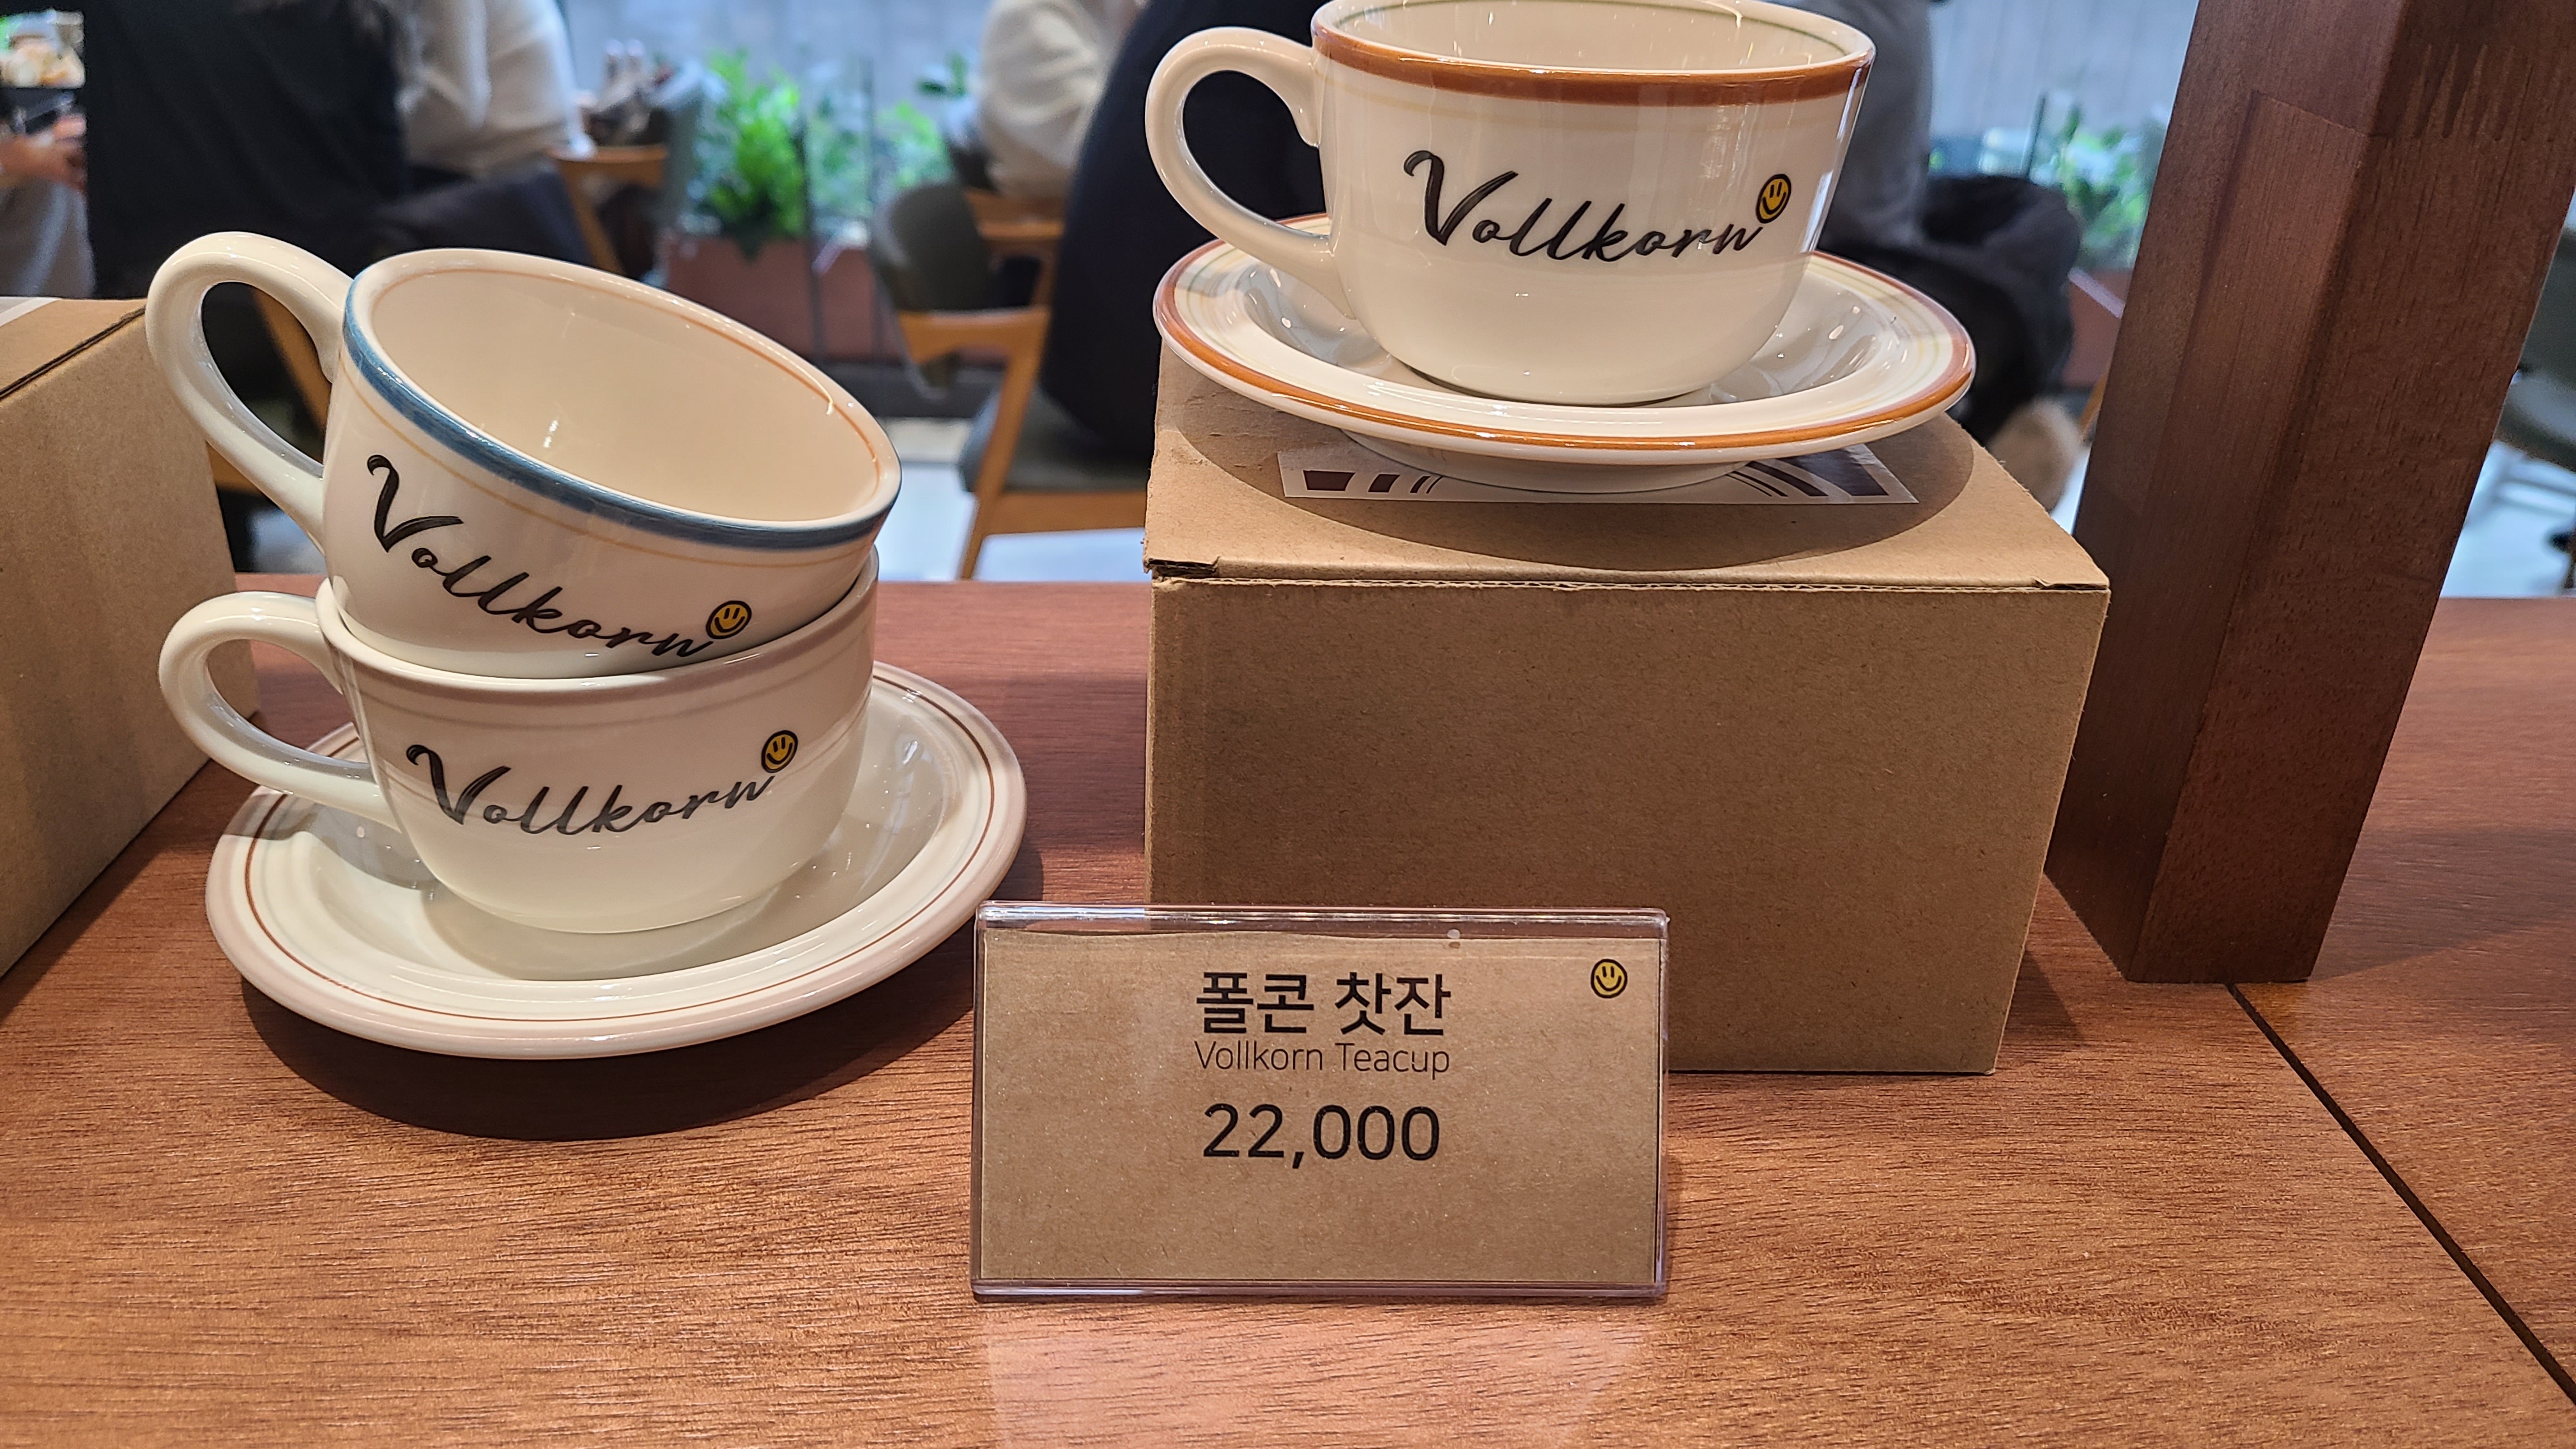 Vollkorn
Vollkorn
Vollkorn
폴콘 찻잔
Vollkorn Teacup
22,000